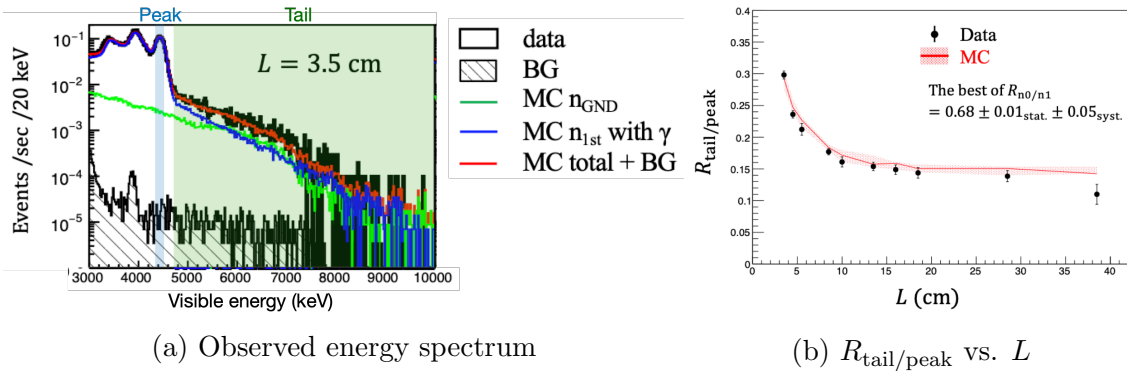 Peak Tail
L = 3.5 cm
Events /sec /20 keV
10⁻¹
10⁻²
10⁻³
10⁻⁴
10⁻⁵
3000 4000 5000 6000 7000 8000 9000 10000
Visible energy (keV)
data
BG
MC n_GND
MC n_1st with γ
MC total + BG
(a) Observed energy spectrum
Data
MC
The best of R_n0/n1
= 0.68 ± 0.01_stat. ± 0.05_syst.
R_tail/peak
0.4
0.35
0.3
0.25
0.2
0.15
0.1
0.05
0
0 5 10 15 20 25 30 35 40
L (cm)
(b) R_tail/peak vs. L